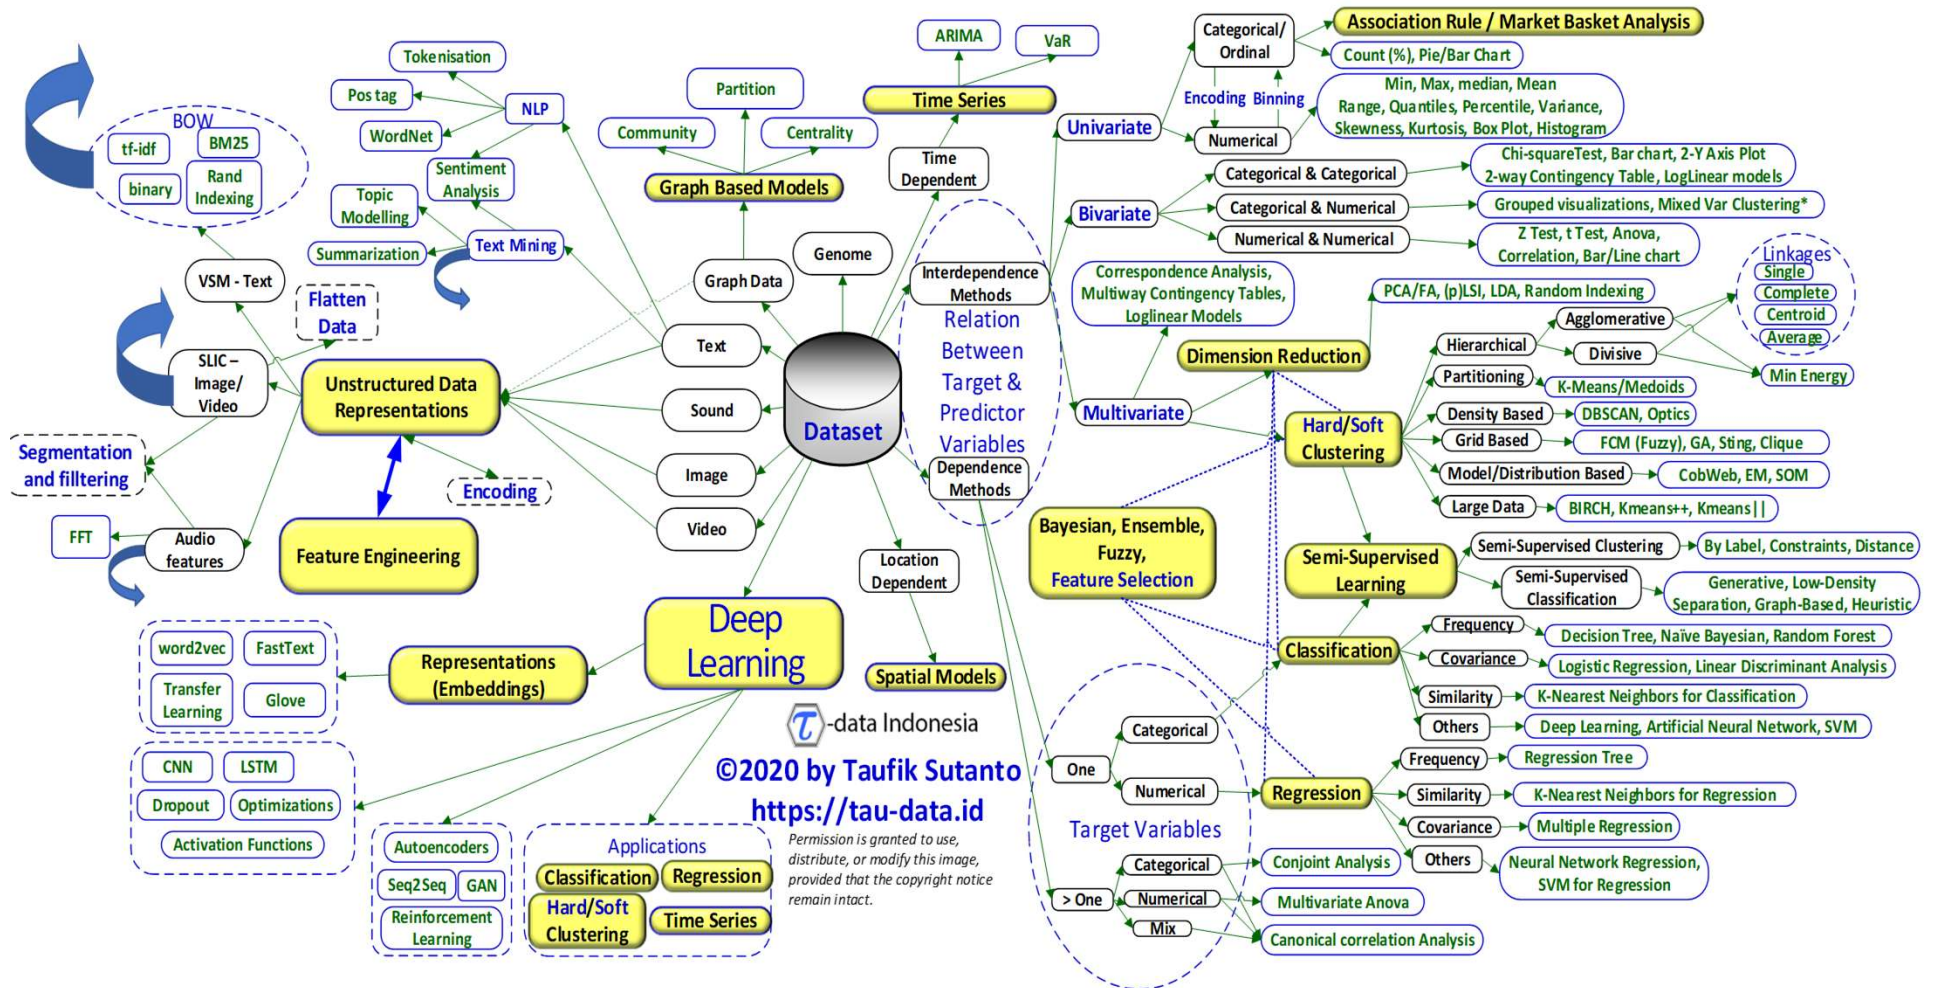 BOW
tf-idf
BM25
binary
Rand
Indexing
VSM - Text
SLIC –
Image/
Video
Flatten
Data
Segmentation
and filltering
Audio
features
FFT
Tokenisation
Pos tag
WordNet
NLP
Sentiment
Analysis
Topic
Modelling
Summarization
Text Mining
Unstructured Data
Representations
Encoding
Feature Engineering
Community
Partition
Centrality
Graph Based Models
Graph Data
Genome
Text
Sound
Image
Video
Dataset
ARIMA
VaR
Time Series
Time
Dependent
Interdependence
Methods
Relation
Between
Target &
Predictor
Variables
Dependence
Methods
Location
Dependent
Spatial Models
Deep
Learning
Representations
(Embeddings)
word2vec
FastText
Transfer
Learning
Glove
CNN
LSTM
Dropout
Optimizations
Activation Functions
Autoencoders
Seq2Seq
GAN
Reinforcement
Learning
Applications
Classification
Regression
Hard/Soft
Clustering
Time Series
τ-data Indonesia
©2020 by Taufik Sutanto
https://tau-data.id
Permission is granted to use,
distribute, or modify this image,
provided that the copyright notice
remain intact.
Univariate
Categorical/
Ordinal
Encoding
Binning
Numerical
Association Rule / Market Basket Analysis
Count (%), Pie/Bar Chart
Min, Max, median, Mean
Range, Quantiles, Percentile, Variance,
Skewness, Kurtosis, Box Plot, Histogram
Bivariate
Categorical & Categorical
Chi-squareTest, Bar chart, 2-Y Axis Plot
2-way Contingency Table, LogLinear models
Categorical & Numerical
Grouped visualizations, Mixed Var Clustering*
Numerical & Numerical
Z Test, t Test, Anova,
Correlation, Bar/Line chart
Multivariate
Correspondence Analysis,
Multiway Contingency Tables,
Loglinear Models
Dimension Reduction
PCA/FA, (p)LSI, LDA, Random Indexing
Hard/Soft
Clustering
Hierarchical
Agglomerative
Divisive
Linkages
Single
Complete
Centroid
Average
Min Energy
Partitioning
K-Means/Medoids
Density Based
DBSCAN, Optics
Grid Based
FCM (Fuzzy), GA, Sting, Clique
Model/Distribution Based
CobWeb, EM, SOM
Large Data
BIRCH, Kmeans++, Kmeans||
Bayesian, Ensemble,
Fuzzy,
Feature Selection
Semi-Supervised
Learning
Semi-Supervised Clustering
By Label, Constraints, Distance
Semi-Supervised
Classification
Generative, Low-Density
Separation, Graph-Based, Heuristic
Classification
Frequency
Decision Tree, Naïve Bayesian, Random Forest
Covariance
Logistic Regression, Linear Discriminant Analysis
Similarity
K-Nearest Neighbors for Classification
Others
Deep Learning, Artificial Neural Network, SVM
Regression
Frequency
Regression Tree
Similarity
K-Nearest Neighbors for Regression
Covariance
Multiple Regression
Others
Neural Network Regression,
SVM for Regression
One
Categorical
Numerical
Target Variables
> One
Categorical
Numerical
Mix
Conjoint Analysis
Multivariate Anova
Canonical correlation Analysis